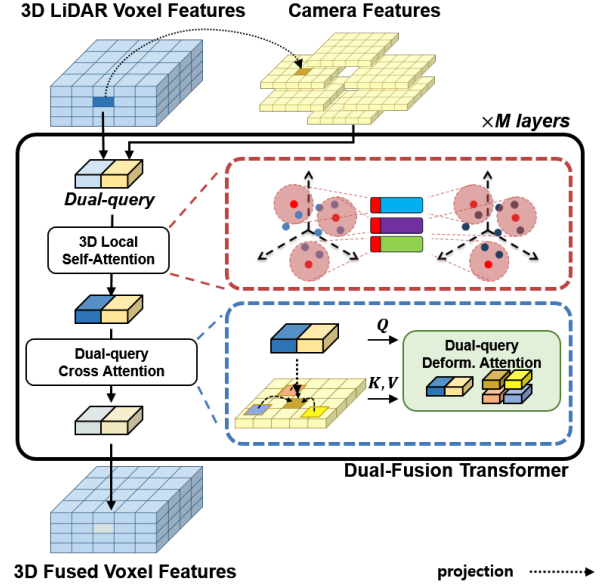 3D LiDAR Voxel Features
Camera Features
×M layers
Dual-query
3D Local
Self-Attention
Dual-query
Cross Attention
Q
K, V
Dual-query
Deform. Attention
Dual-Fusion Transformer
3D Fused Voxel Features
projection